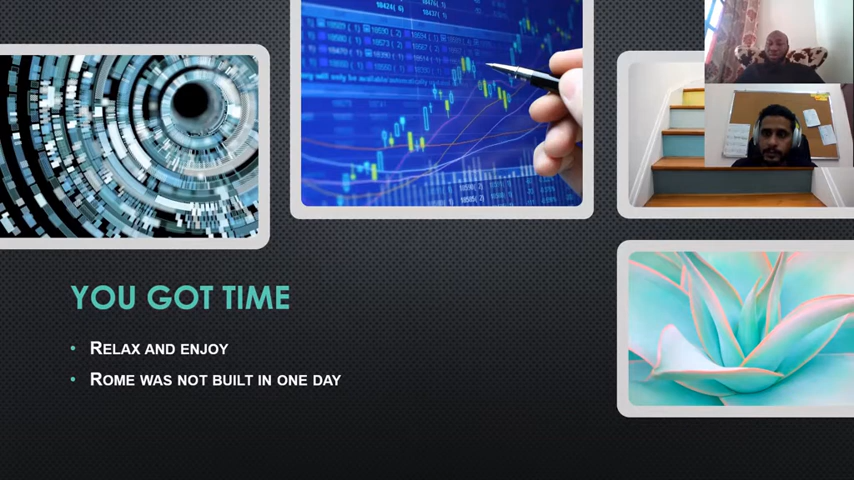 YOU GOT TIME
• RELAX AND ENJOY
• ROME WAS NOT BUILT IN ONE DAY